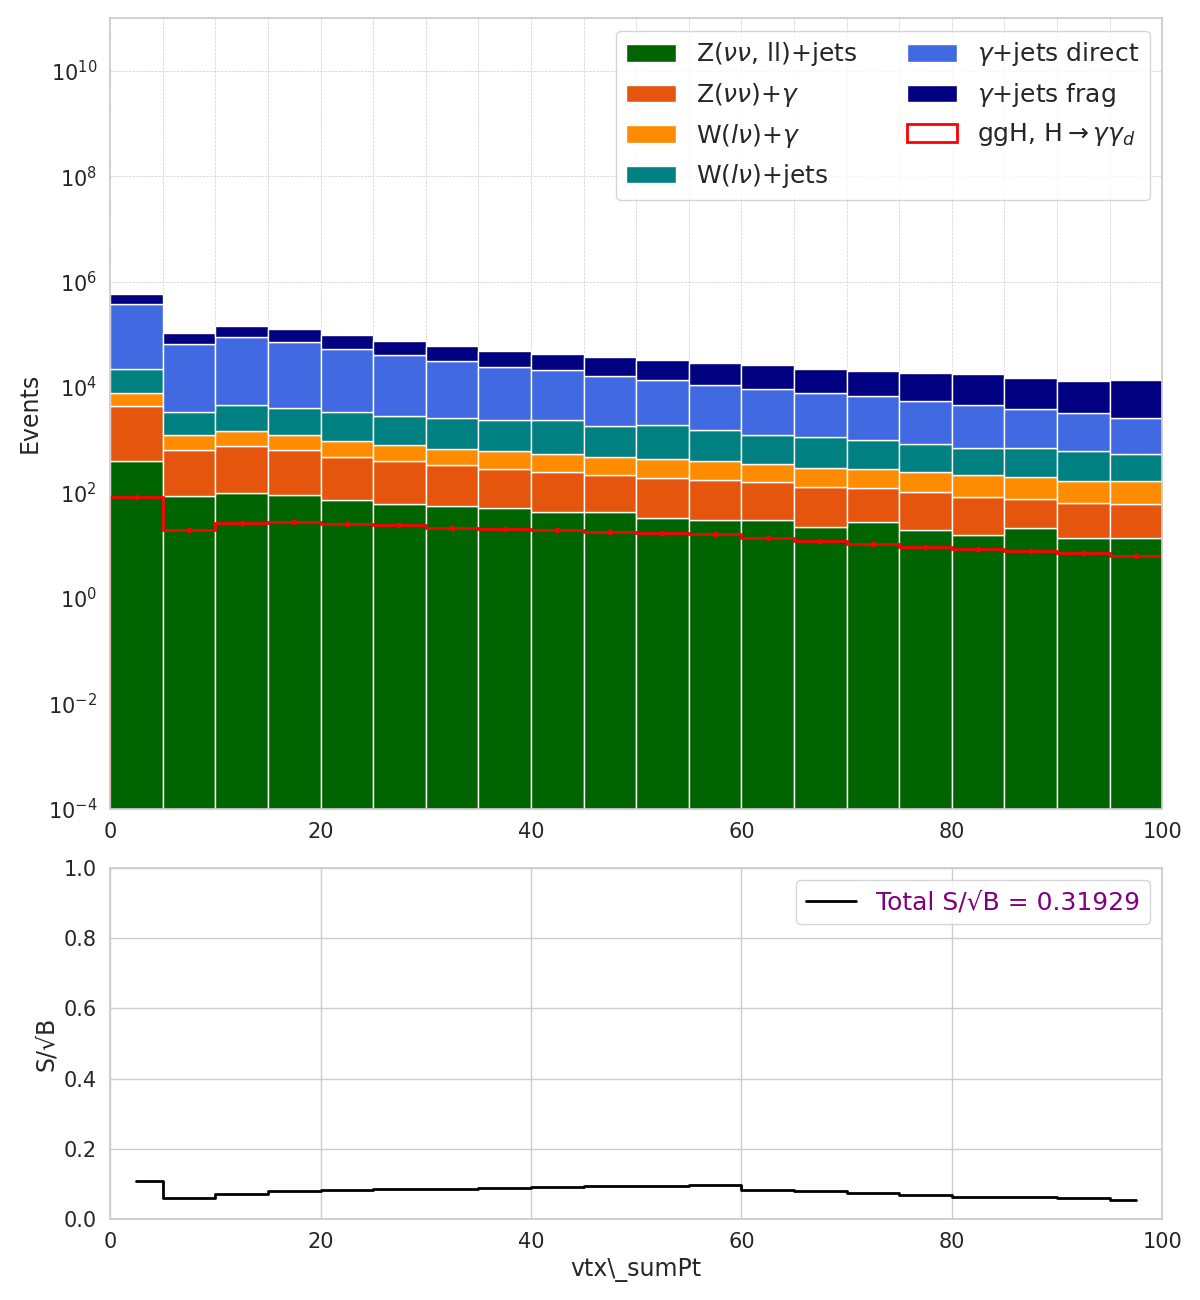 Z(νν, ll)+jets
Z(νν)+γ
W(lν)+γ
W(lν)+jets
γ+jets direct
γ+jets frag
ggH, H→γγ_d
Events
10^10
10^8
10^6
10^4
10^2
10^0
10^−2
10^−4
0 20 40 60 80 100
Total S/√B = 0.31929
S/√B
1.0
0.8
0.6
0.4
0.2
0.0
0 20 40 60 80 100
vtx\_sumPt